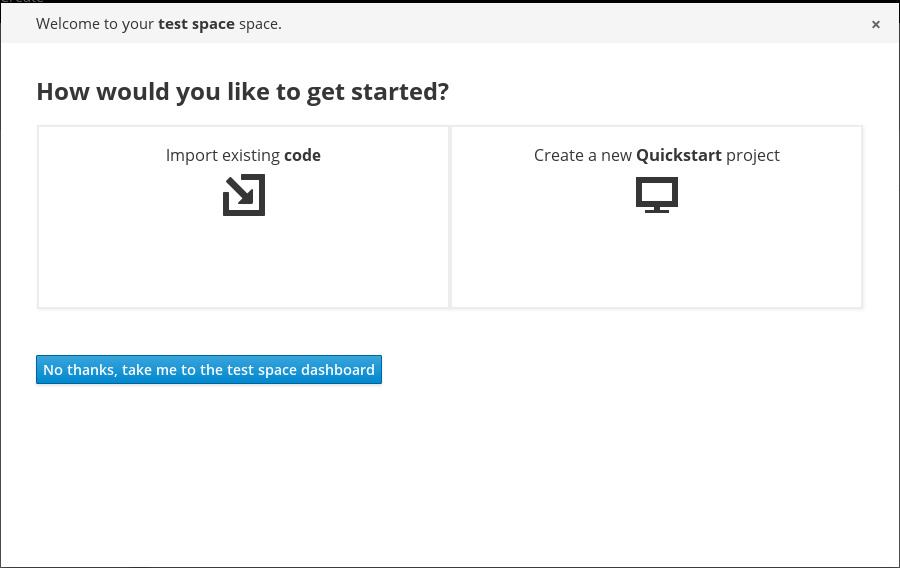 Create
Welcome to your test space space.
×
How would you like to get started?
Import existing code
Create a new Quickstart project
No thanks, take me to the test space dashboard